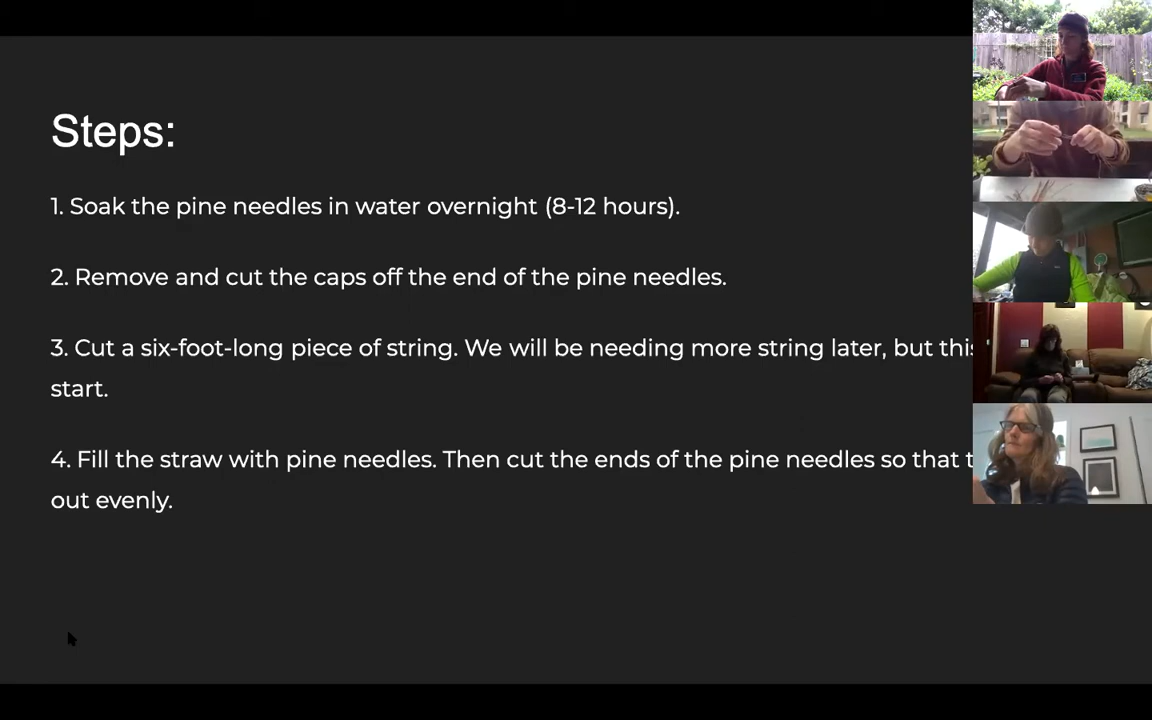 Steps:
1. Soak the pine needles in water overnight (8-12 hours).
2. Remove and cut the caps off the end of the pine needles.
3. Cut a six-foot-long piece of string. We will be needing more string later, but this
start.
4. Fill the straw with pine needles. Then cut the ends of the pine needles so that
out evenly.